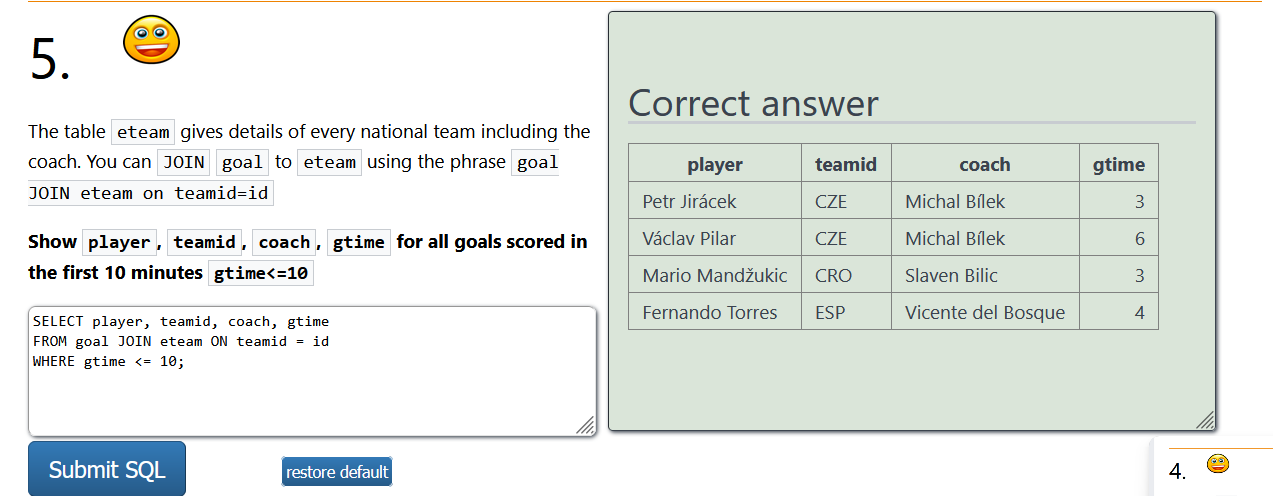 5.
The table eteam gives details of every national team including the
coach. You can JOIN goal to eteam using the phrase goal
JOIN eteam on teamid=id
Show player, teamid, coach, gtime for all goals scored in
the first 10 minutes gtime<=10
SELECT player, teamid, coach, gtime
FROM goal JOIN eteam ON teamid = id
WHERE gtime <= 10;
Submit SQL
restore default
Correct answer
player teamid coach gtime
Petr Jirácek CZE Michal Bílek 3
Václav Pilar CZE Michal Bílek 6
Mario Mandžukic CRO Slaven Bilic 3
Fernando Torres ESP Vicente del Bosque 4
4.